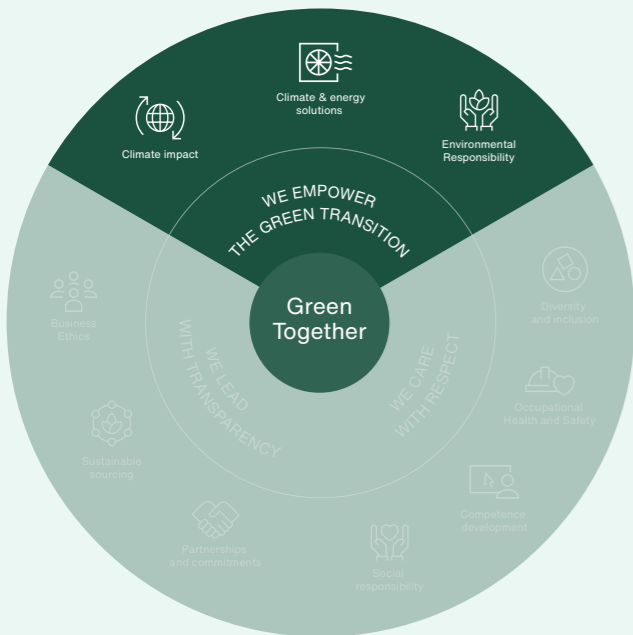 Climate & energy
solutions
Climate impact
Environmental
Responsibility
WE EMPOWER
THE GREEN TRANSITION
Green
Together
Business
Ethics
WE LEAD
WITH TRANSPARENCY
WE CARE
WITH RESPECT
Diversity
and inclusion
Occupational
Health and Safety
Sustainable
sourcing
Competence
development
Partnerships
and commitments
Social
responsibility